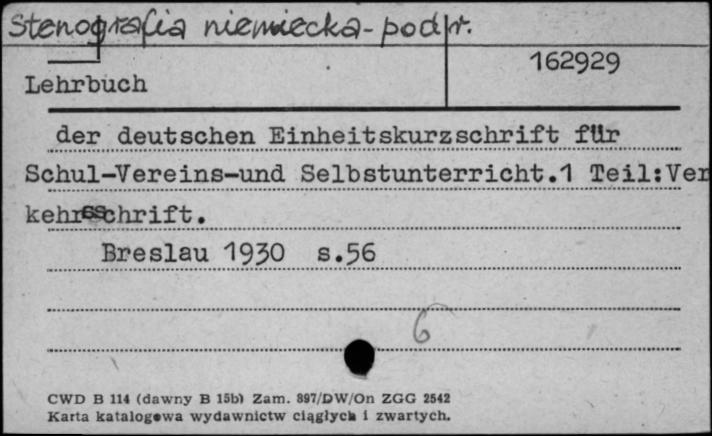 Stenografia niemiecka - podr.
162929
Lehrbuch
der deutschen Einheitskurzschrift für
Schul-Vereins-und Selbstunterricht.1 Teil:Ver
kehrsschrift.
Breslau 1930 s.56
6
CWD B 114 (dawny B 15b) Zam. 897/DW/On ZGG 2542
Karta katalogowa wydawnictw ciągłych i zwartych.